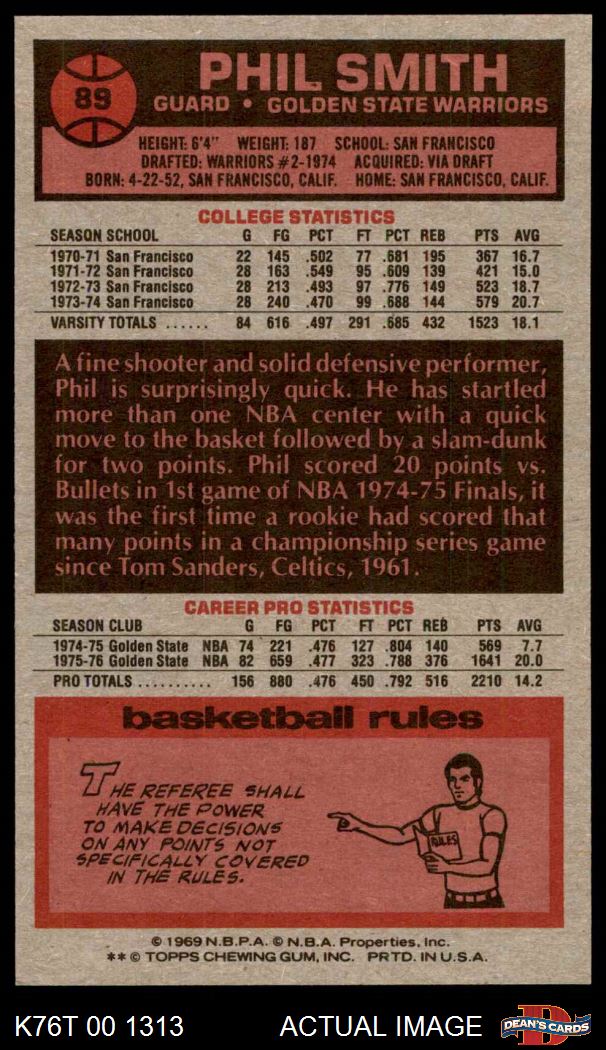 89
PHIL SMITH
GUARD • GOLDEN STATE WARRIORS
HEIGHT: 6'4" WEIGHT: 187 SCHOOL: SAN FRANCISCO
DRAFTED: WARRIORS #2-1974 ACQUIRED: VIA DRAFT
BORN: 4-22-52, SAN FRANCISCO, CALIF. HOME: SAN FRANCISCO, CALIF.
COLLEGE STATISTICS
SEASON SCHOOL G FG PCT FT PCT REB PTS AVG
1970-71 San Francisco 22 145 .502 77 .681 195 367 16.7
1971-72 San Francisco 28 163 .549 95 .609 139 421 15.0
1972-73 San Francisco 28 213 .493 97 .776 149 523 18.7
1973-74 San Francisco 28 240 .470 99 .688 144 579 20.7
VARSITY TOTALS ...... 84 616 .497 291 .685 432 1523 18.1
A fine shooter and solid defensive performer,
Phil is surprisingly quick. He has startled
more than one NBA center with a quick
move to the basket followed by a slam-dunk
for two points. Phil scored 20 points vs.
Bullets in 1st game of NBA 1974-75 Finals, it
was the first time a rookie had scored that
many points in a championship series game
since Tom Sanders, Celtics, 1961.
CAREER PRO STATISTICS
SEASON CLUB G FG PCT FT PCT REB PTS AVG
1974-75 Golden State NBA 74 221 .476 127 .804 140 569 7.7
1975-76 Golden State NBA 82 659 .477 323 .788 376 1641 20.0
PRO TOTALS .......... 156 880 .476 450 .792 516 2210 14.2
basketball rules
THE REFEREE SHALL
HAVE THE POWER
TO MAKE DECISIONS
ON ANY POINTS NOT
SPECIFICALLY COVERED
IN THE RULES.
RULES
© 1969 N.B.P.A. © N.B.A. Properties, Inc.
** © TOPPS CHEWING GUM, INC. PRTD. IN U.S.A.
K76T 00 1313 ACTUAL IMAGE DEAN'S CARDS